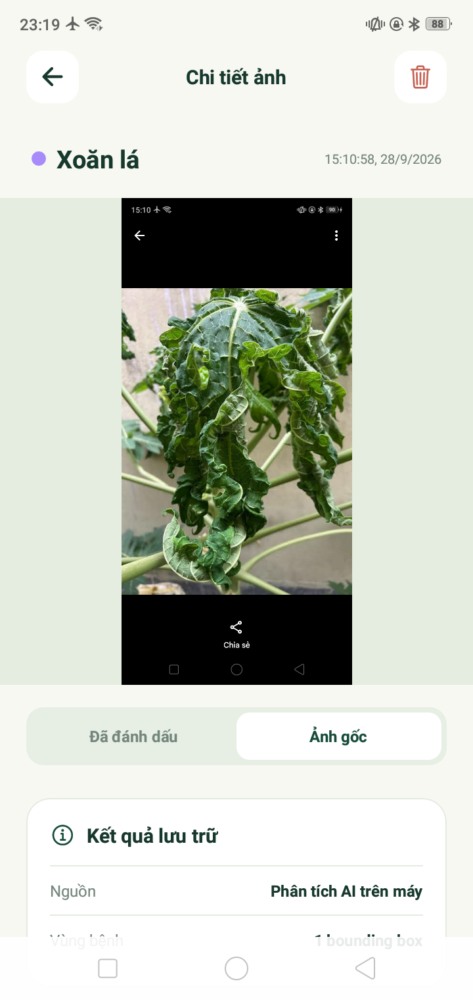 23:19
88
Chi tiết ảnh
Xoăn lá
15:10:58, 28/9/2026
15:10
90
Chia sẻ
Đã đánh dấu
Ảnh gốc
Kết quả lưu trữ
Nguồn
Phân tích AI trên máy
Vùng bệnh
1 bounding box